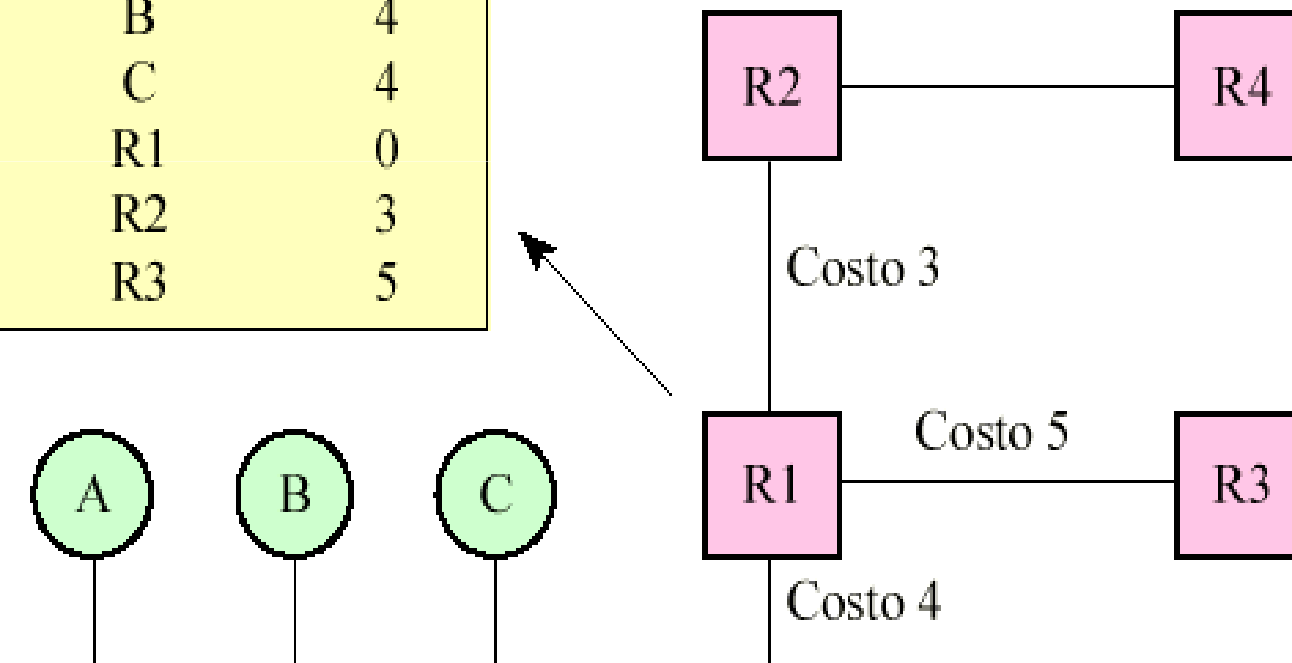 B 4
C 4
R1 0
R2 3
R3 5
R2
R4
Costo 3
Costo 5
R1
R3
Costo 4
A
B
C